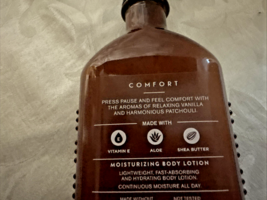 COMFORT
PRESS PAUSE AND FEEL COMFORT WITH
THE AROMAS OF RELAXING VANILLA
AND HARMONIOUS PATCHOULI.
MADE WITH
VITAMIN E ALOE SHEA BUTTER
MOISTURIZING BODY LOTION
LIGHTWEIGHT, FAST-ABSORBING
AND HYDRATING BODY LOTION.
CONTINUOUS MOISTURE ALL DAY.
MADE WITHOUT NOT TESTED